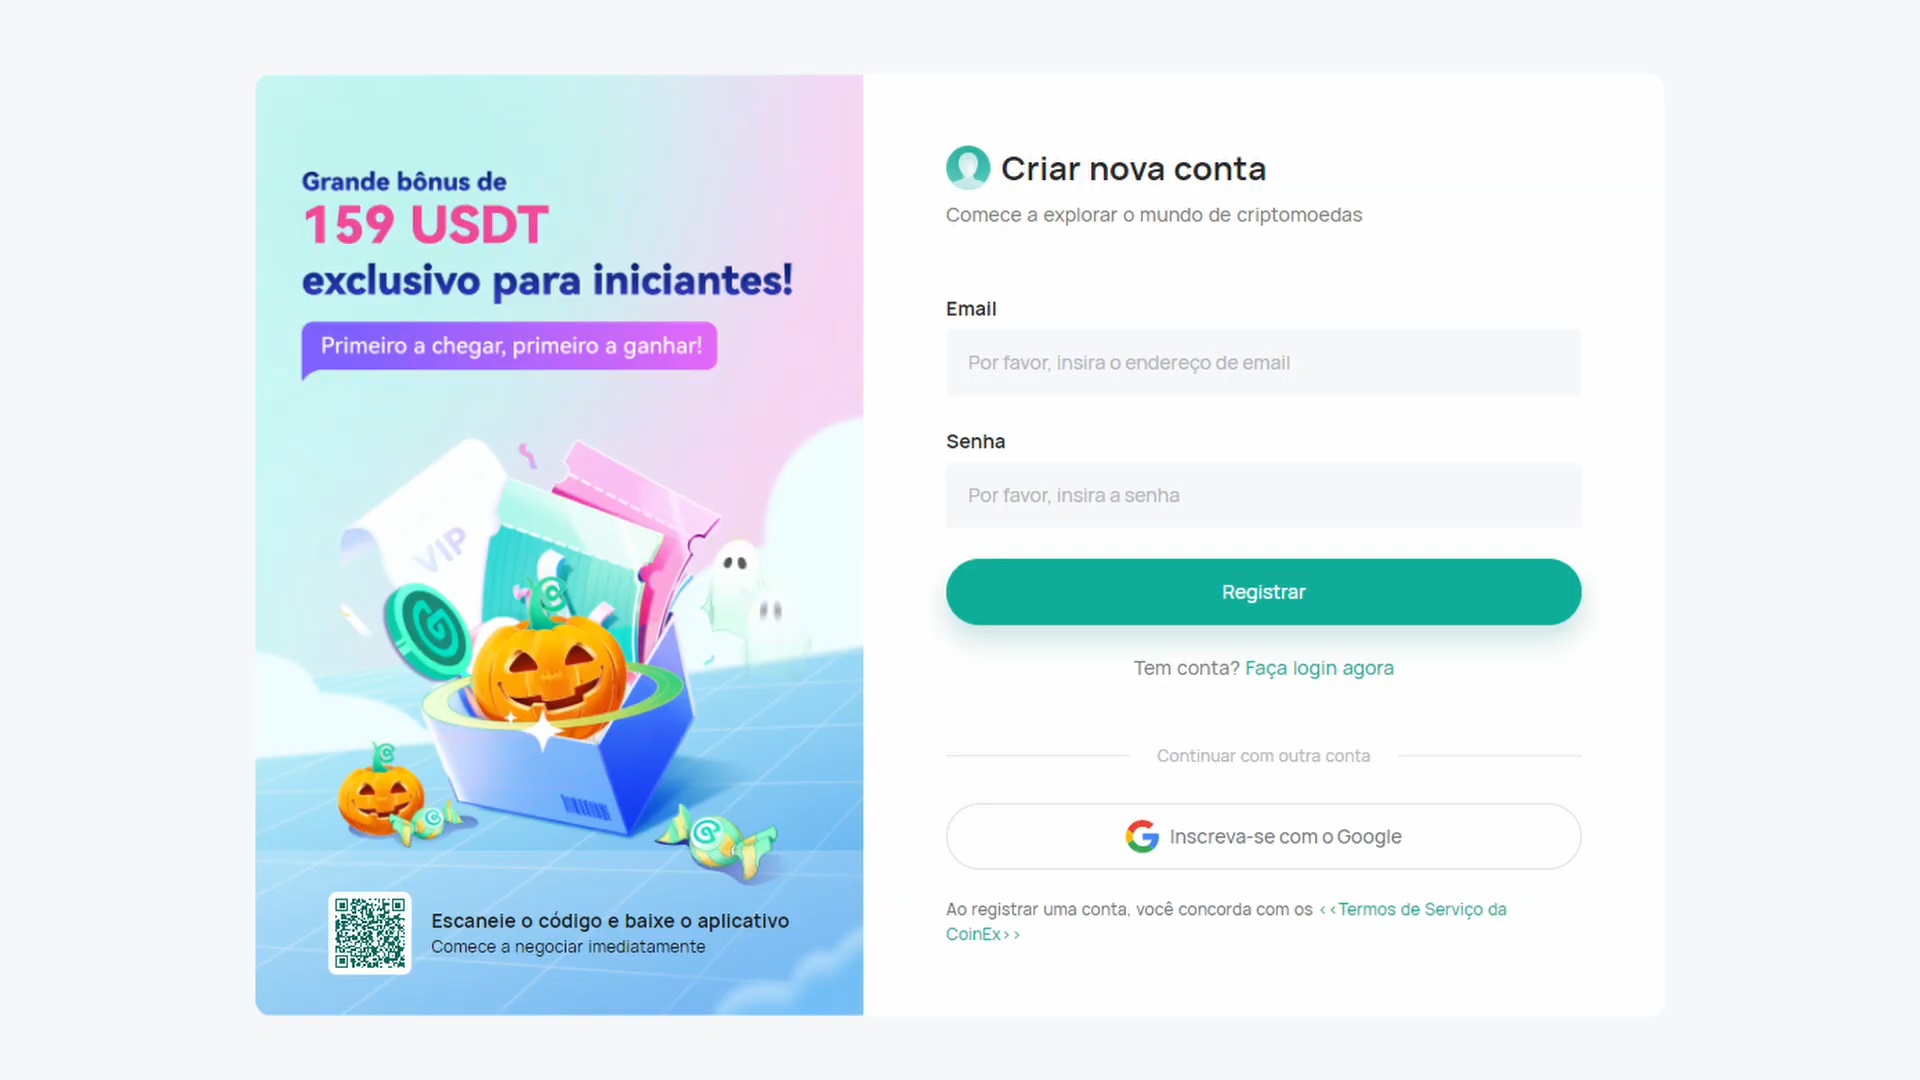 Grande bônus de
159 USDT
exclusivo para iniciantes!
Primeiro a chegar, primeiro a ganhar!
VIP
Escaneie o código e baixe o aplicativo
Comece a negociar imediatamente
Criar nova conta
Comece a explorar o mundo de criptomoedas
Email
Por favor, insira o endereço de email
Senha
Por favor, insira a senha
Registrar
Tem conta? Faça login agora
Continuar com outra conta
Inscreva-se com o Google
Ao registrar uma conta, você concorda com os <<Termos de Serviço da
CoinEx>>